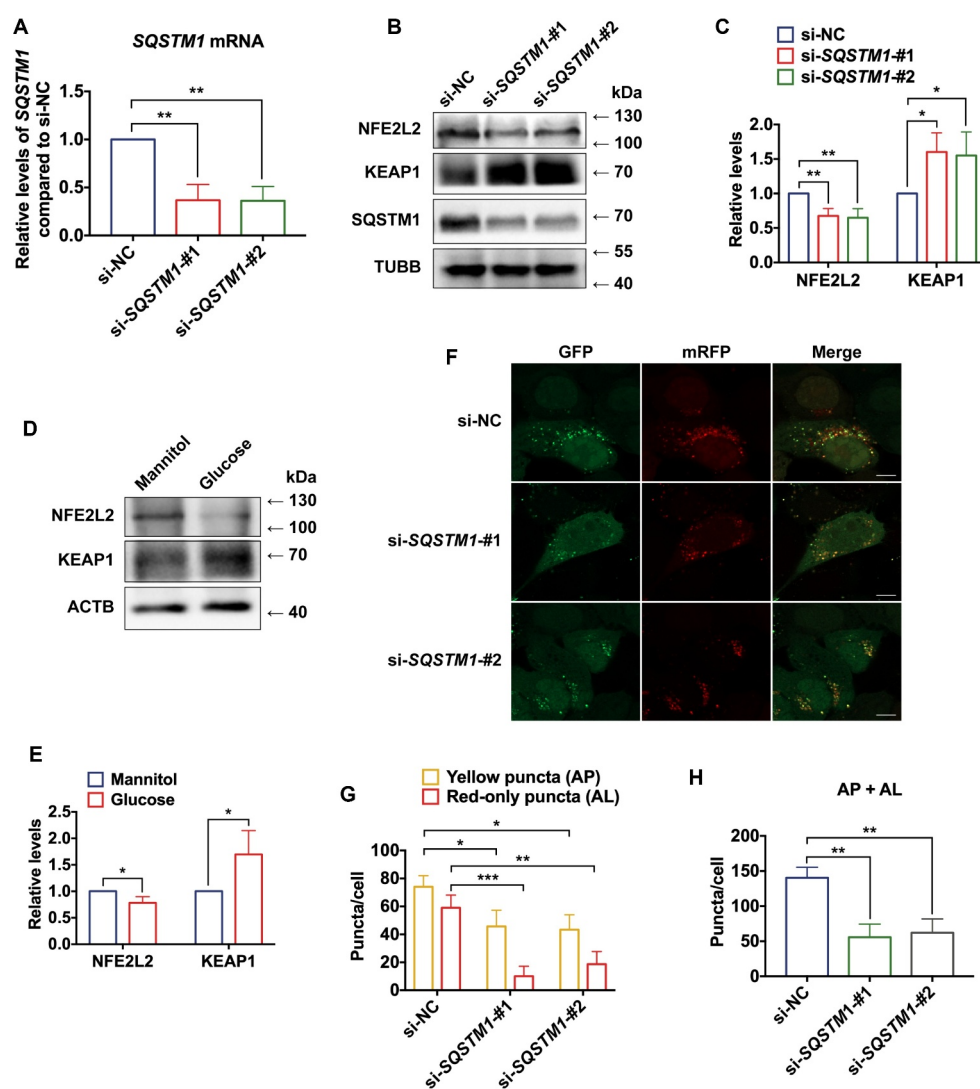 A
SQSTM1 mRNA
Relative levels of SQSTM1
compared to si-NC
1.5
1.0
0.5
0.0
**
**
si-NC
si-SQSTM1-#1
si-SQSTM1-#2
B
si-NC
si-SQSTM1-#1
si-SQSTM1-#2
kDa
NFE2L2
← 130
← 100
KEAP1
← 70
SQSTM1
← 70
← 55
TUBB
← 40
C
si-NC
si-SQSTM1-#1
si-SQSTM1-#2
Relative levels
2.0
1.5
1.0
0.5
0.0
**
**
*
*
NFE2L2
KEAP1
D
Mannitol
Glucose
kDa
NFE2L2
← 130
← 100
KEAP1
← 70
ACTB
← 40
E
Mannitol
Glucose
Relative levels
2.5
2.0
1.5
1.0
0.5
0.0
*
*
NFE2L2
KEAP1
F
GFP
mRFP
Merge
si-NC
si-SQSTM1-#1
si-SQSTM1-#2
G
Yellow puncta (AP)
Red-only puncta (AL)
Puncta/cell
100
80
60
40
20
0
*
*
**
***
si-NC
si-SQSTM1-#1
si-SQSTM1-#2
H
AP + AL
Puncta/cell
200
150
100
50
0
**
**
si-NC
si-SQSTM1-#1
si-SQSTM1-#2